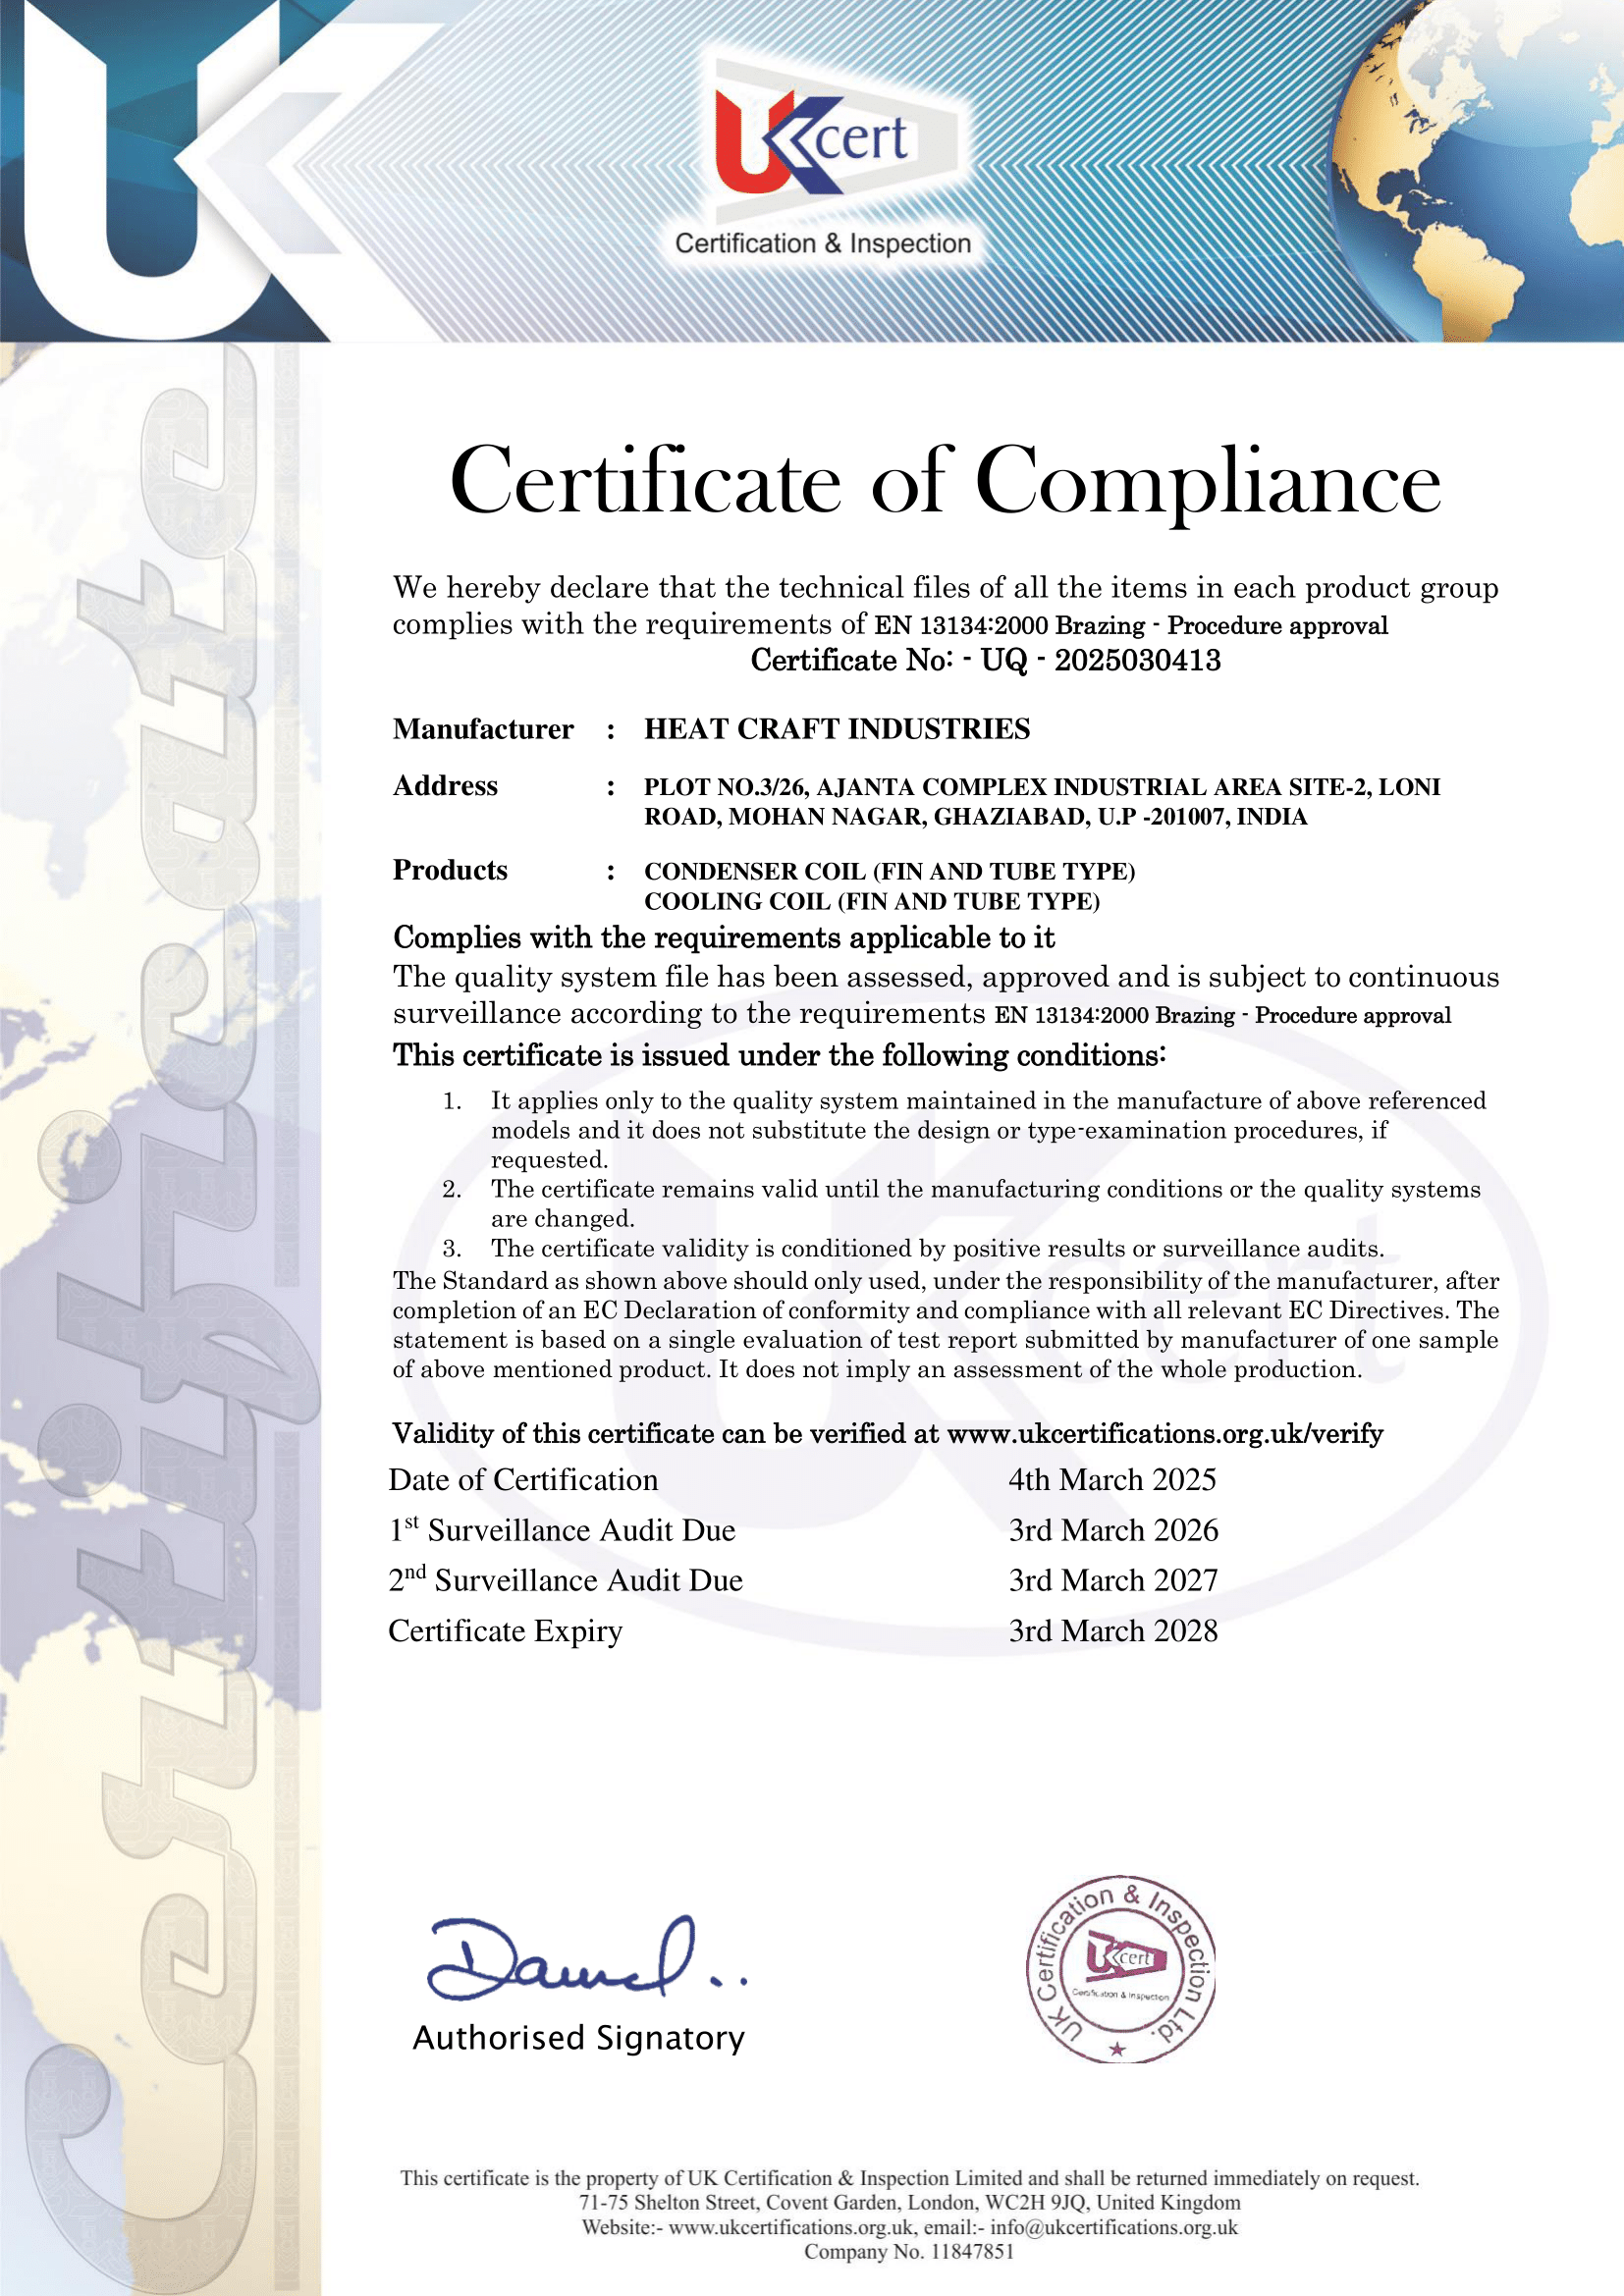 UK
UKcert
Certification & Inspection
Certificate
Certificate of Compliance
We hereby declare that the technical files of all the items in each product group
complies with the requirements of EN 13134:2000 Brazing - Procedure approval
Certificate No: - UQ - 2025030413
Manufacturer : HEAT CRAFT INDUSTRIES
Address : PLOT NO.3/26, AJANTA COMPLEX INDUSTRIAL AREA SITE-2, LONI
ROAD, MOHAN NAGAR, GHAZIABAD, U.P -201007, INDIA
Products : CONDENSER COIL (FIN AND TUBE TYPE)
COOLING COIL (FIN AND TUBE TYPE)
Complies with the requirements applicable to it
The quality system file has been assessed, approved and is subject to continuous
surveillance according to the requirements EN 13134:2000 Brazing - Procedure approval
This certificate is issued under the following conditions:
1. It applies only to the quality system maintained in the manufacture of above referenced
models and it does not substitute the design or type-examination procedures, if
requested.
2. The certificate remains valid until the manufacturing conditions or the quality systems
are changed.
3. The certificate validity is conditioned by positive results or surveillance audits.
The Standard as shown above should only used, under the responsibility of the manufacturer, after
completion of an EC Declaration of conformity and compliance with all relevant EC Directives. The
statement is based on a single evaluation of test report submitted by manufacturer of one sample
of above mentioned product. It does not imply an assessment of the whole production.
Validity of this certificate can be verified at www.ukcertifications.org.uk/verify
Date of Certification 4th March 2025
1st Surveillance Audit Due 3rd March 2026
2nd Surveillance Audit Due 3rd March 2027
Certificate Expiry 3rd March 2028
Authorised Signatory
UK Certification & Inspection Ltd.
UKcert
Certification & Inspection
This certificate is the property of UK Certification & Inspection Limited and shall be returned immediately on request.
71-75 Shelton Street, Covent Garden, London, WC2H 9JQ, United Kingdom
Website:- www.ukcertifications.org.uk, email:- info@ukcertifications.org.uk
Company No. 11847851